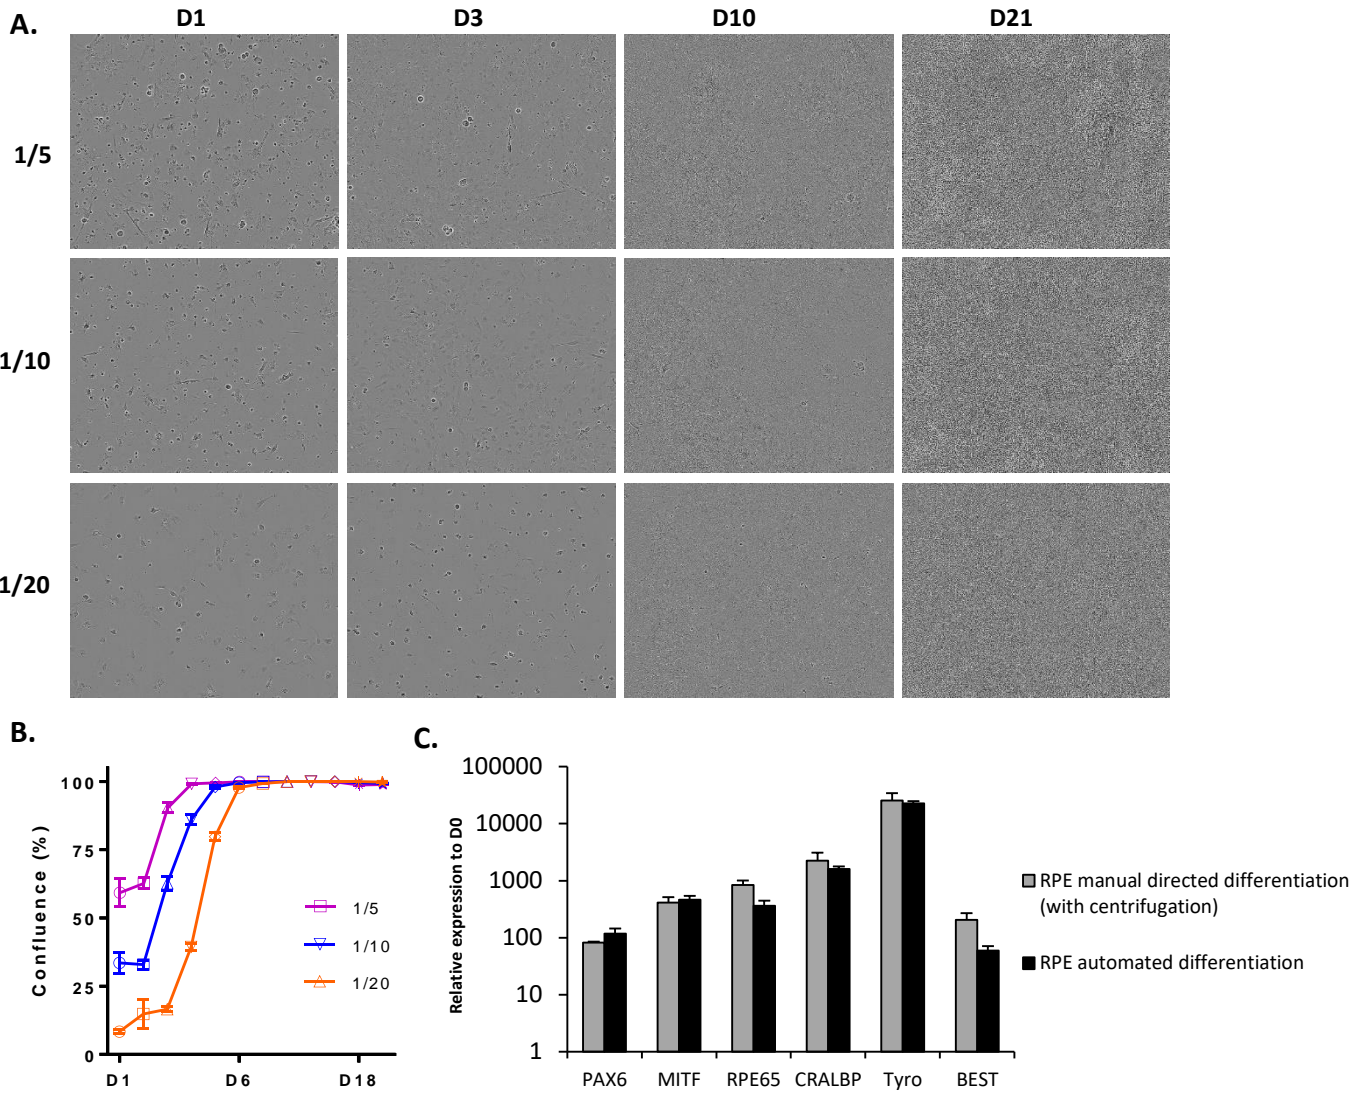 A.
D1 D3 D10 D21
1/5
1/10
1/20
B.
Confluence (%)
100
75
50
25
0
D1 D6 D18
1/5
1/10
1/20
C.
Relative expression to D0
100000
10000
1000
100
10
1
PAX6 MITF RPE65 CRALBP Tyro BEST
RPE manual directed differentiation
(with centrifugation)
RPE automated differentiation